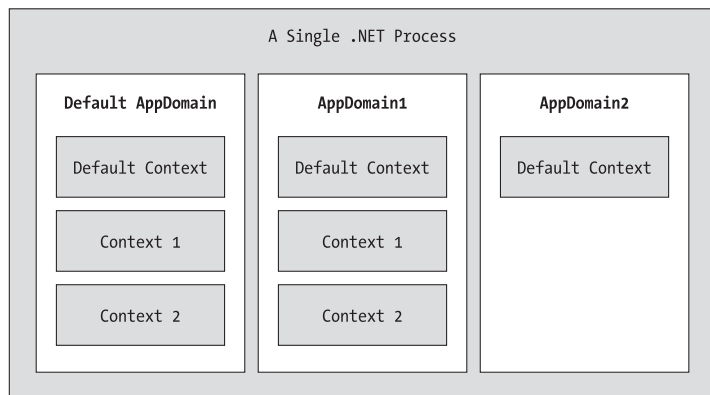 A Single .NET Process
Default AppDomain
Default Context
Context 1
Context 2
AppDomain1
Default Context
Context 1
Context 2
AppDomain2
Default Context